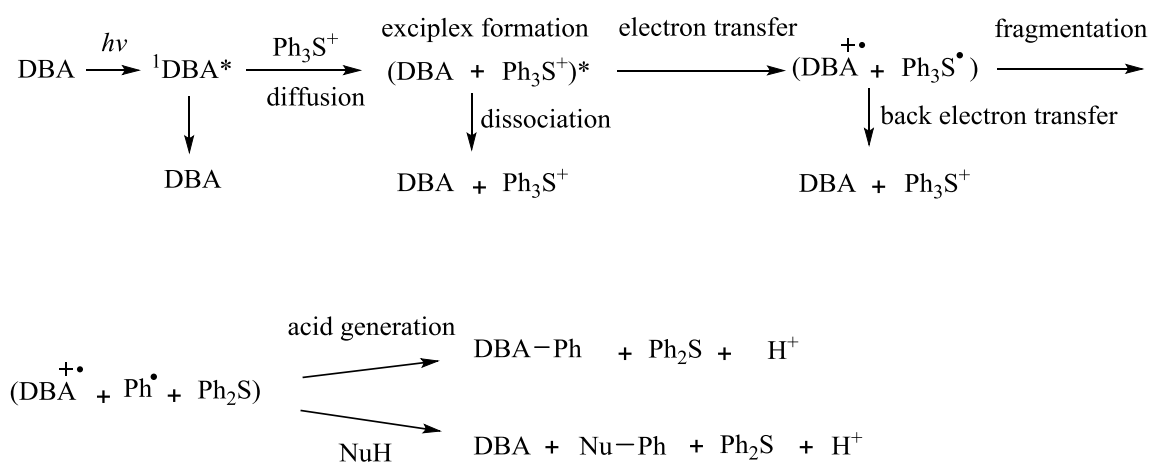 exciplex formation electron transfer fragmentation
DBA hν ¹DBA* Ph₃S⁺ (DBA + Ph₃S⁺)* (DBA⁺• + Ph₃S•)
diffusion dissociation back electron transfer
DBA DBA + Ph₃S⁺ DBA + Ph₃S⁺
acid generation DBA−Ph + Ph₂S + H⁺
(DBA⁺• + Ph• + Ph₂S)
NuH DBA + Nu−Ph + Ph₂S + H⁺